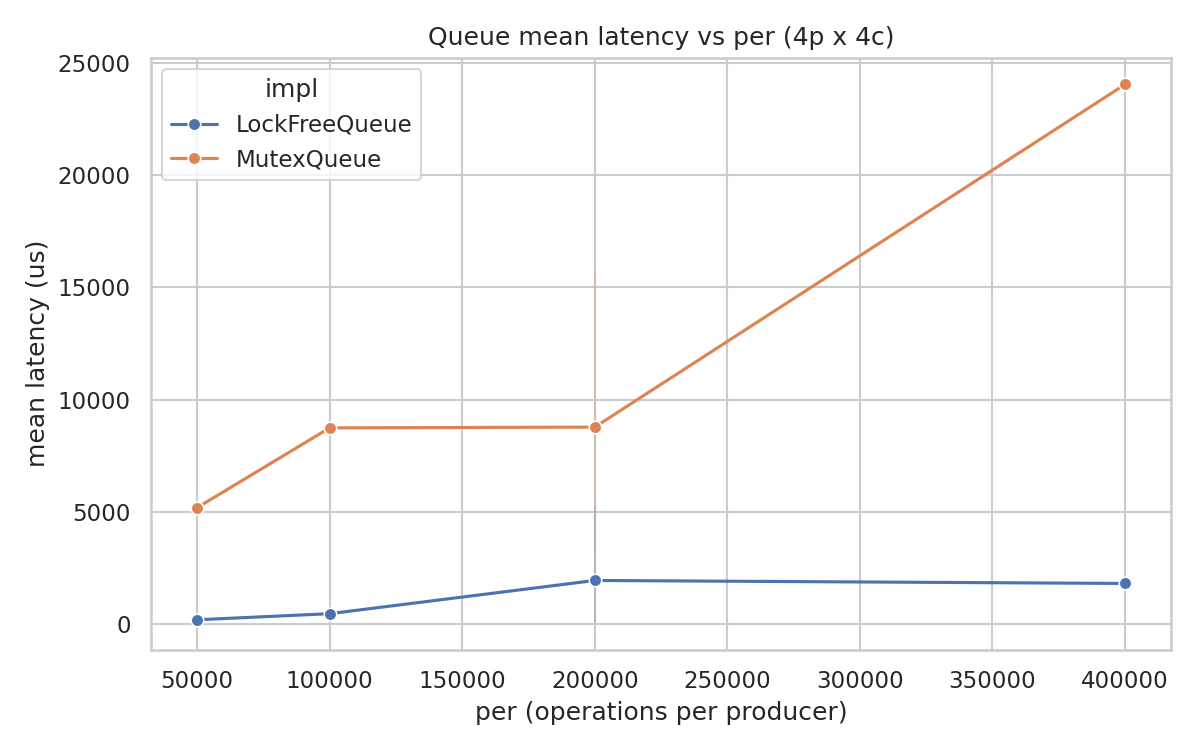 Queue mean latency vs per (4p x 4c)
25000
20000
15000
10000
5000
0
mean latency (us)
impl
LockFreeQueue
MutexQueue
50000 100000 150000 200000 250000 300000 350000 400000
per (operations per producer)